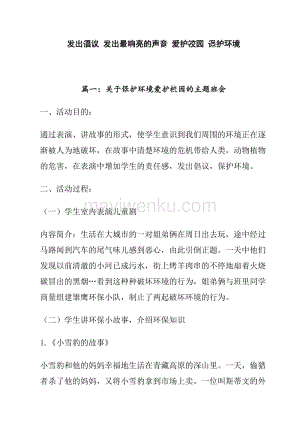 发出倡议 发出最响亮的声音 爱护校园 保护环境
篇一：关于保护环境爱护校园的主题班会
一、活动目的：
通过表演、讲故事的形式，使学生意识到我们周围的环境正在逐
渐被人为地破坏，在故事中体验环境的危机带给人类、动植物
的危害，在表演中增加学生的责任感，发出倡议，保护环境。
二、活动过程：
（一）学生室内表演儿童剧
内容简介：生活在大城市的一对姐弟俩在周日出去玩，途中经过
马路闻到汽车的尾气味儿感到恶心，由此引倒正题。一天中他们
发现以前清澈的小河已成污水，街上烤羊肉串的不停地扇着火烧
破冒出的黑烟…看到这种种破坏环境的行为，姐弟俩与班里同学
商量组建雏鹰环保小队，制止了两起破坏环境的行为。
（二）学生讲环保小故事，介绍环保知识
1.《小雪豹的故事》
小雪豹和他的妈妈幸福地生活在青藏高原的深山里。一天，偷猎
者杀了他的妈妈，又将小雪豹拿到市场上卖。一位叫斯蒂文的外
mayiwenku.com